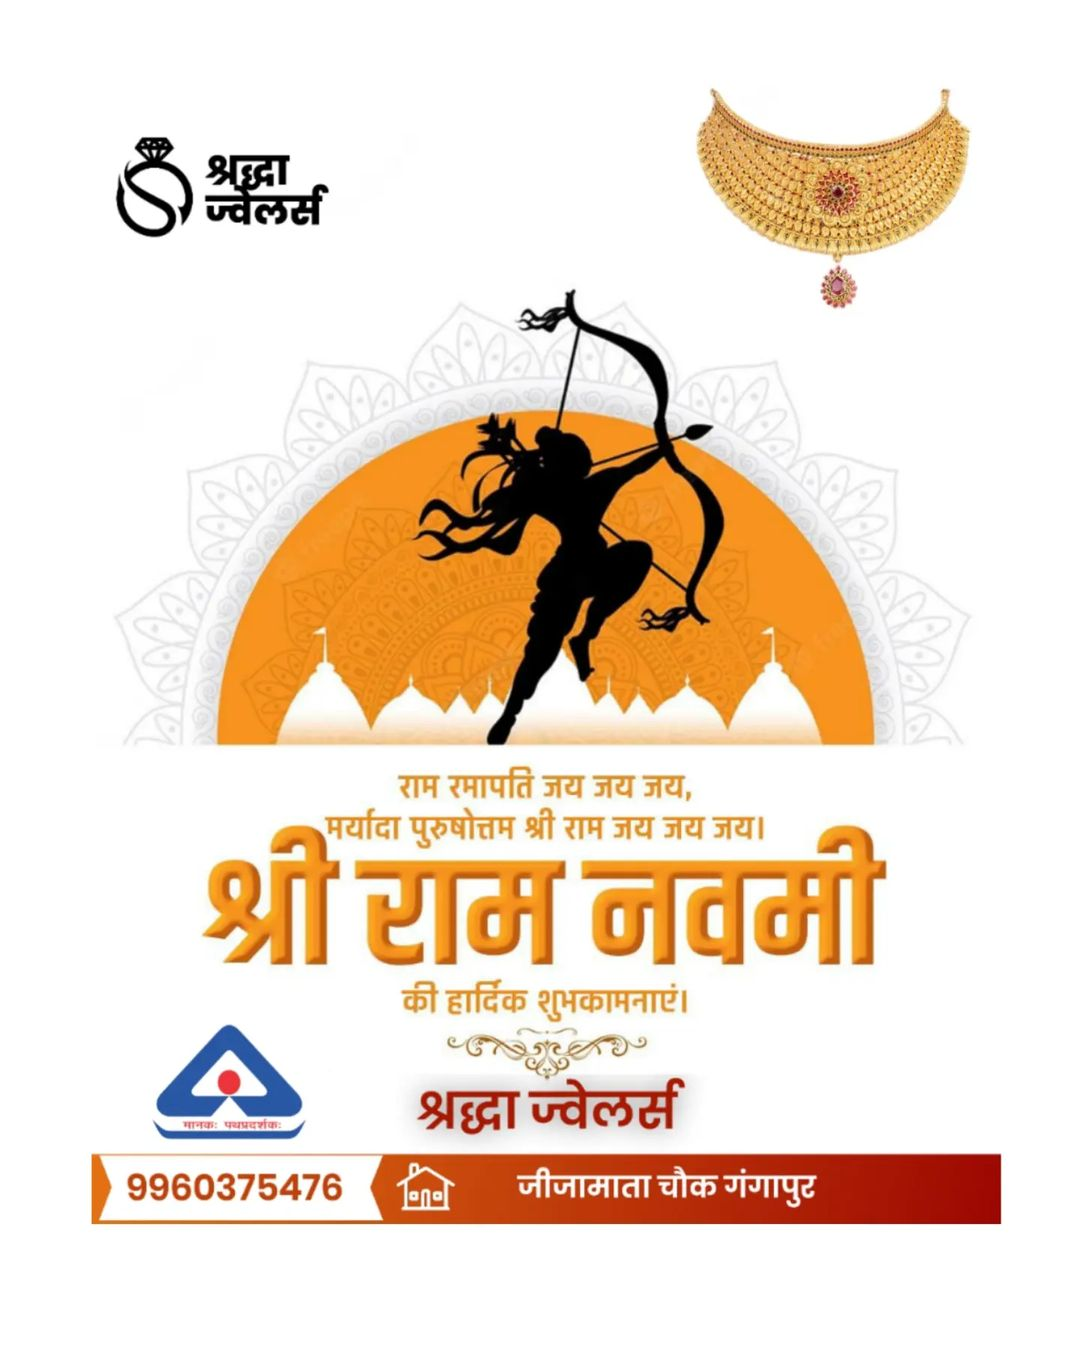 श्रद्धा
ज्वेलर्स
राम रमापति जय जय जय,
मर्यादा पुरुषोत्तम श्री राम जय जय जय।
श्री राम नवमी
की हार्दिक शुभकामनाएं।
श्रद्धा ज्वेलर्स
मानकः पथप्रदर्शकः
9960375476
जीजामाता चौक गंगापुर